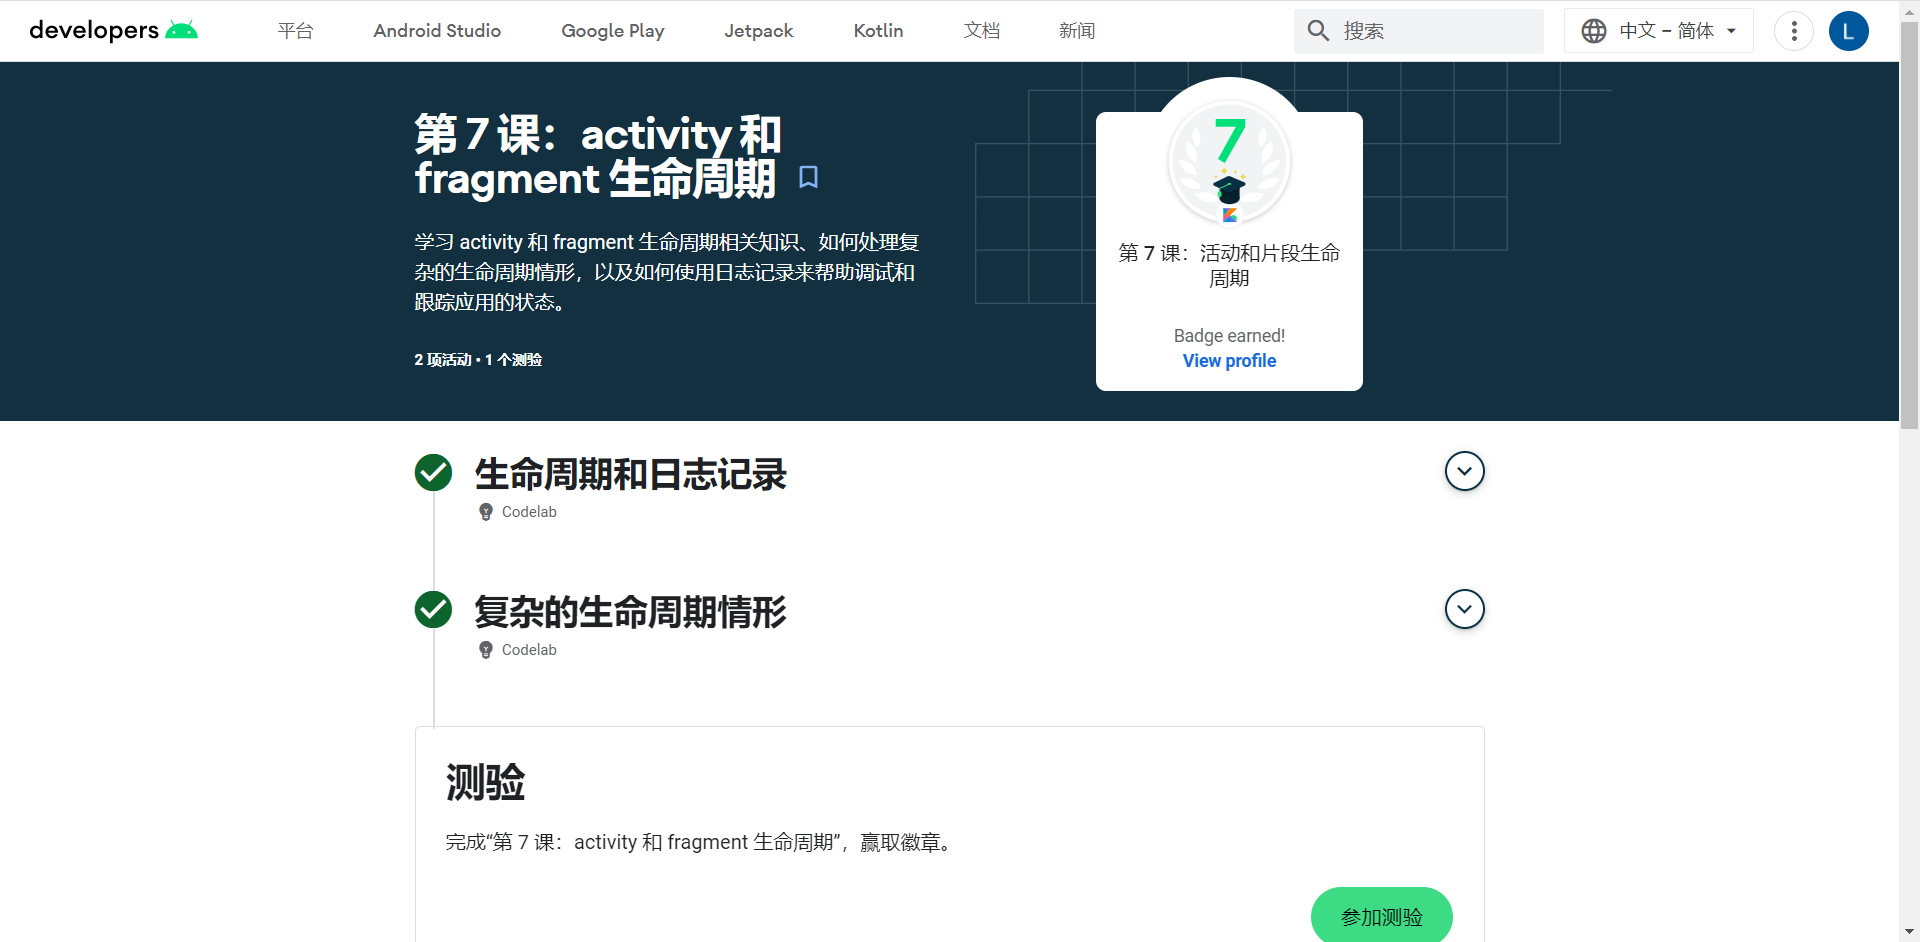 developers
平台
Android Studio
Google Play
Jetpack
Kotlin
文档
新闻
搜索
中文 – 简体
L
第 7 课：activity 和
fragment 生命周期
学习 activity 和 fragment 生命周期相关知识、如何处理复
杂的生命周期情形，以及如何使用日志记录来帮助调试和
跟踪应用的状态。
2 项活动 • 1 个测验
7
第 7 课：活动和片段生命
周期
Badge earned!
View profile
生命周期和日志记录
Codelab
复杂的生命周期情形
Codelab
测验
完成“第 7 课：activity 和 fragment 生命周期”，赢取徽章。
参加测验